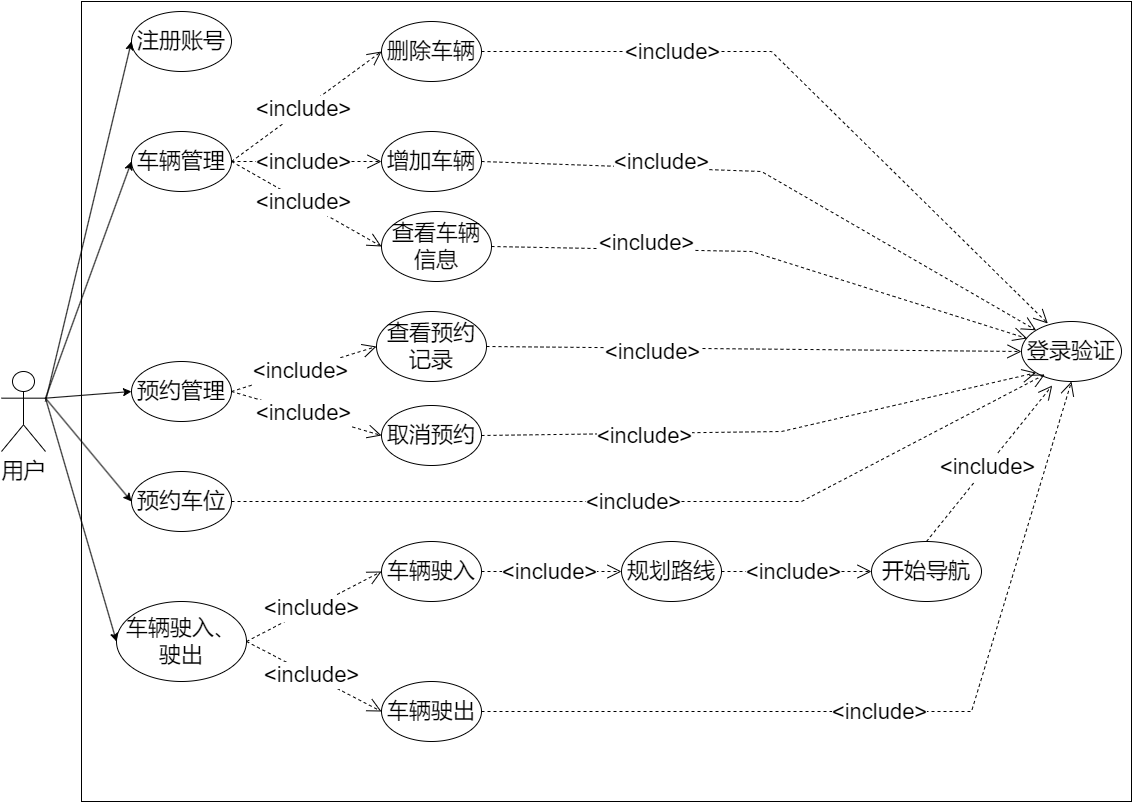 注册账号
删除车辆
<include>
<include>
车辆管理
<include>
增加车辆
<include>
<include>
查看车辆
信息
<include>
查看预约
记录
<include>
登录验证
<include>
预约管理
<include>
取消预约
<include>
用户
<include>
预约车位
<include>
车辆驶入
<include>
规划路线
<include>
开始导航
<include>
车辆驶入、
驶出
<include>
车辆驶出
<include>